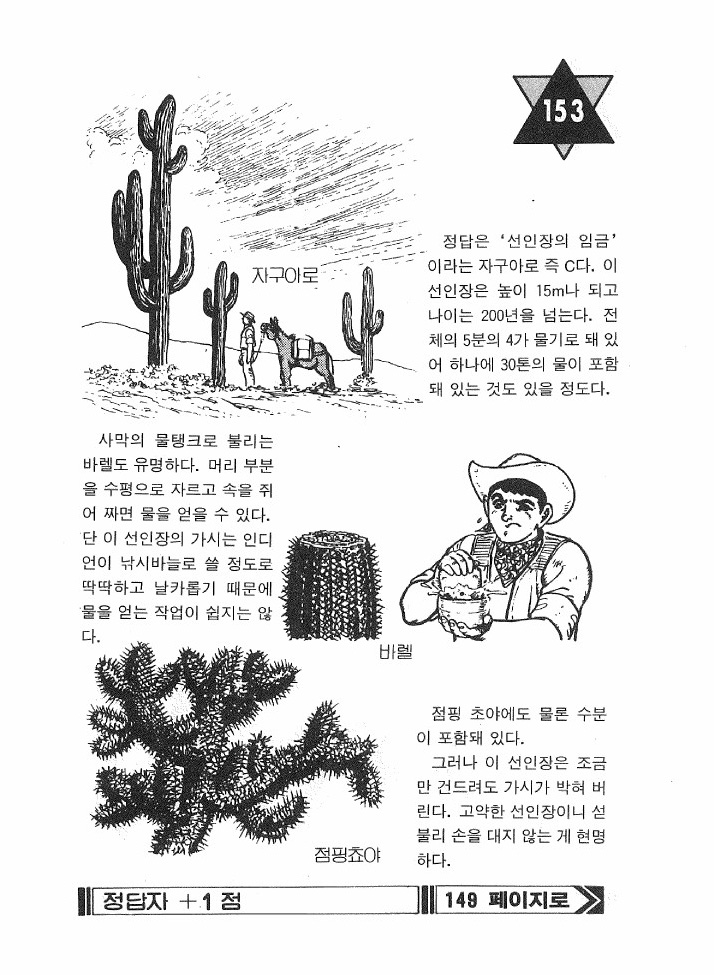 153
자구아로
정답은 ‘선인장의 임금’
이라는 자구아로 즉 C다. 이
선인장은 높이 15m나 되고
나이는 200년을 넘는다. 전
체의 5분의 4가 물기로 돼 있
어 하나에 30톤의 물이 포함
돼 있는 것도 있을 정도다.
사막의 물탱크로 불리는
바렐도 유명하다. 머리 부분
을 수평으로 자르고 속을 쥐
어 짜면 물을 얻을 수 있다.
단 이 선인장의 가시는 인디
언이 낚시바늘로 쓸 정도로
딱딱하고 날카롭기 때문에
물을 얻는 작업이 쉽지는 않
다.
바렐
점핑 초야에도 물론 수분
이 포함돼 있다.
그러나 이 선인장은 조금
만 건드려도 가시가 박혀 버
린다. 고약한 선인장이니 섣
불리 손을 대지 않는 게 현명
하다.
점핑쵸야
정답자 +1 점
149 페이지로